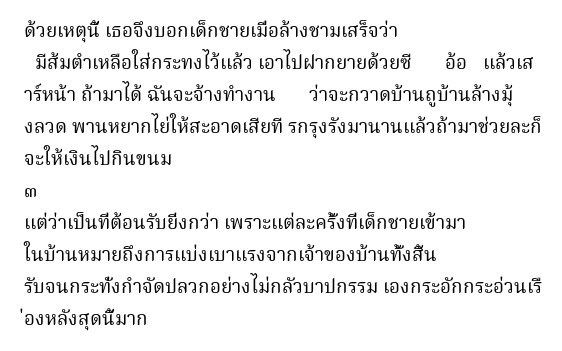 ด้วยเหตุนี้ เธอจึงบอกเด็กชายเมื่อล้างชามเสร็จว่า
มีส้มตำเหลือใส่กระทงไว้แล้ว เอาไปฝากยายด้วยซี อ้อ แล้วเส
าร์หน้า ถ้ามาได้ ฉันจะจ้างทำงาน ว่าจะกวาดบ้านถูบ้านล้างมุ้
งลวด พานหยากไย่ให้สะอาดเสียที รกรุงรังมานานแล้วถ้ามาช่วยละก็
จะให้เงินไปกินขนม
๓
แต่ว่าเป็นที่ต้อนรับยิ่งกว่า เพราะแต่ละครั้งที่เด็กชายเข้ามา
ในบ้านหมายถึงการแบ่งเบาแรงจากเจ้าของบ้านทั้งสิ้น
รับจนกระทั่งกำจัดปลวกอย่างไม่กลัวบาปกรรม เองกระอักกระอ่วนเรื
่องหลังสุดนี้มาก